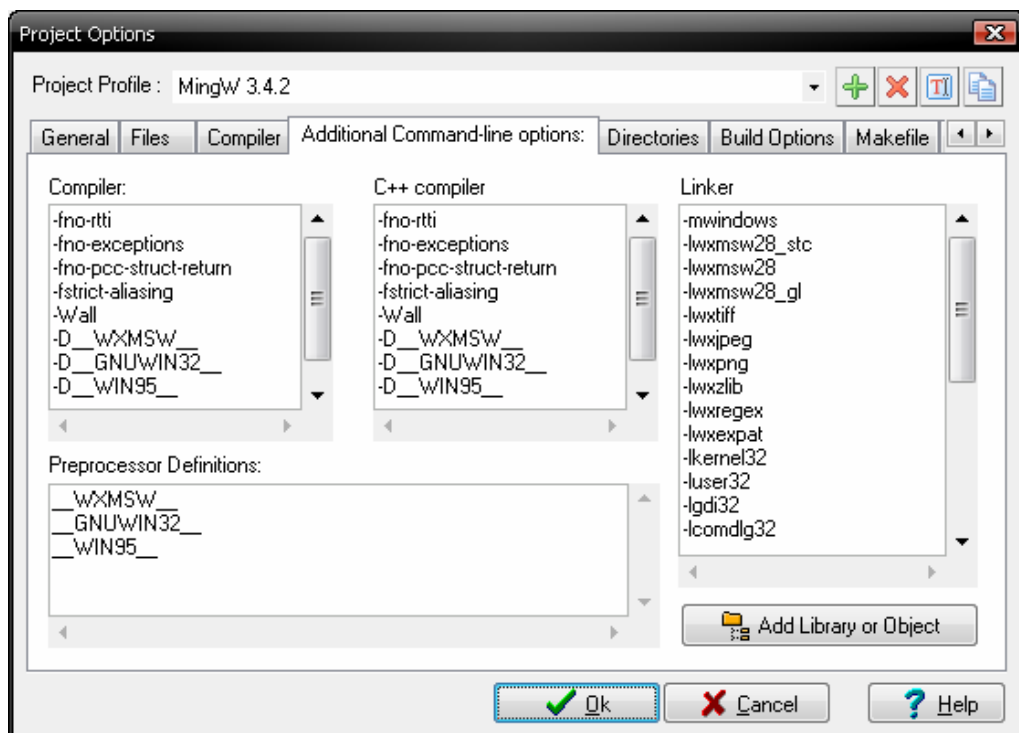 Project Options
Project Profile : MingW 3.4.2
General Files Compiler Additional Command-line options: Directories Build Options Makefile
Compiler:
-fno-rtti
-fno-exceptions
-fno-pcc-struct-return
-fstrict-aliasing
-Wall
-D__WXMSW__
-D__GNUWIN32__
-D__WIN95__
C++ compiler
-fno-rtti
-fno-exceptions
-fno-pcc-struct-return
-fstrict-aliasing
-Wall
-D__WXMSW__
-D__GNUWIN32__
-D__WIN95__
Linker
-mwindows
-lwxmsw28_stc
-lwxmsw28
-lwxmsw28_gl
-lwxtiff
-lwxjpeg
-lwxpng
-lwxzlib
-lwxregex
-lwxexpat
-lkernel32
-luser32
-lgdi32
-lcomdlg32
Preprocessor Definitions:
__WXMSW__
__GNUWIN32__
__WIN95__
Add Library or Object
Ok Cancel Help